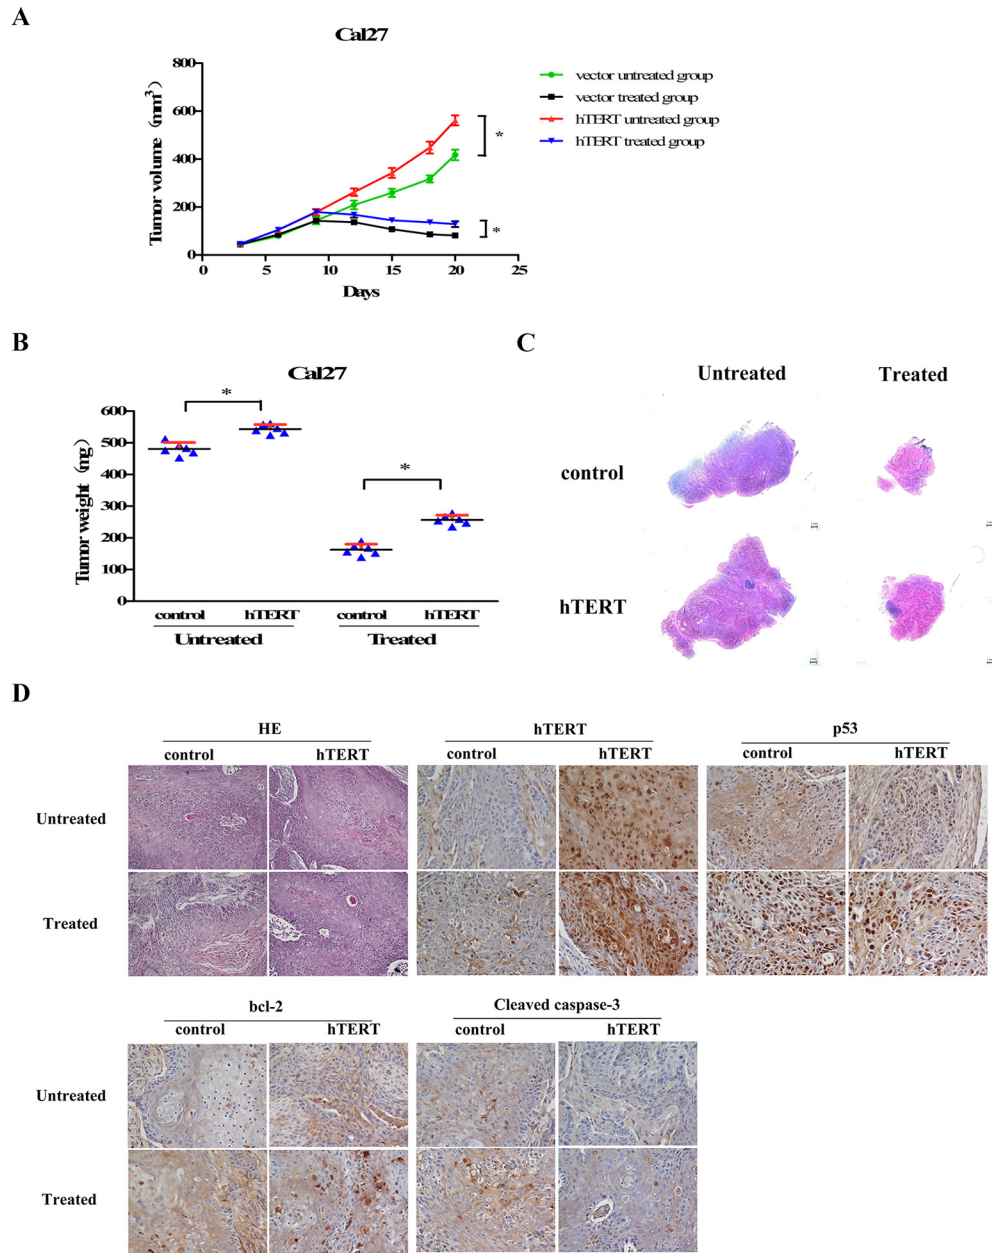 A
Cal27
800
600
400
200
0
Tumor volume (mm³)
0 5 10 15 20 25
Days
vector untreated group
vector treated group
hTERT untreated group
hTERT treated group
*
*
B
Cal27
600
500
400
300
200
100
0
Tumor weight (ng)
*
*
control hTERT control hTERT
Untreated Treated
C
Untreated Treated
control
hTERT
D
HE hTERT p53
control hTERT control hTERT control hTERT
Untreated
Treated
bcl-2 Cleaved caspase-3
control hTERT control hTERT
Untreated
Treated